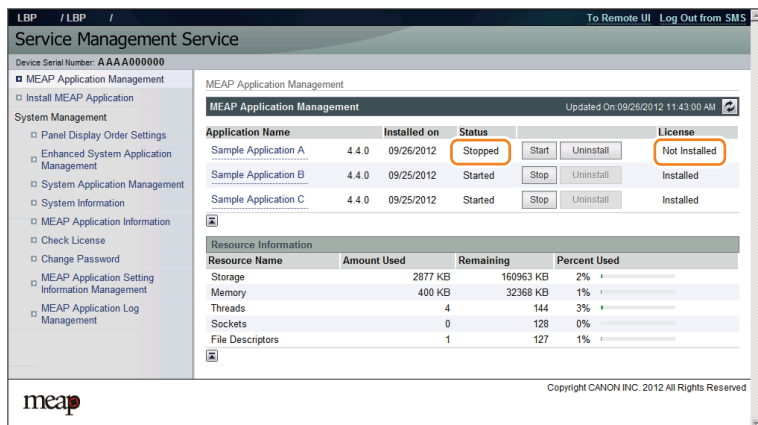 LBP / LBP /
To Remote UI Log Out from SMS
Service Management Service
Device Serial Number: AAAA000000
MEAP Application Management
Install MEAP Application
System Management
Panel Display Order Settings
Enhanced System Application
Management
System Application Management
System Information
MEAP Application Information
Check License
Change Password
MEAP Application Setting
Information Management
MEAP Application Log
Management
MEAP Application Management
MEAP Application Management Updated On:09/26/2012 11:43:00 AM
Application Name Installed on Status License
Sample Application A 4.4.0 09/26/2012 Stopped Start Uninstall Not Installed
Sample Application B 4.4.0 09/25/2012 Started Stop Uninstall Installed
Sample Application C 4.4.0 09/25/2012 Started Stop Uninstall Installed
Resource Information
Resource Name Amount Used Remaining Percent Used
Storage 2877 KB 160963 KB 2%
Memory 400 KB 32368 KB 1%
Threads 4 144 3%
Sockets 0 128 0%
File Descriptors 1 127 1%
Copyright CANON INC. 2012 All Rights Reserved
meap